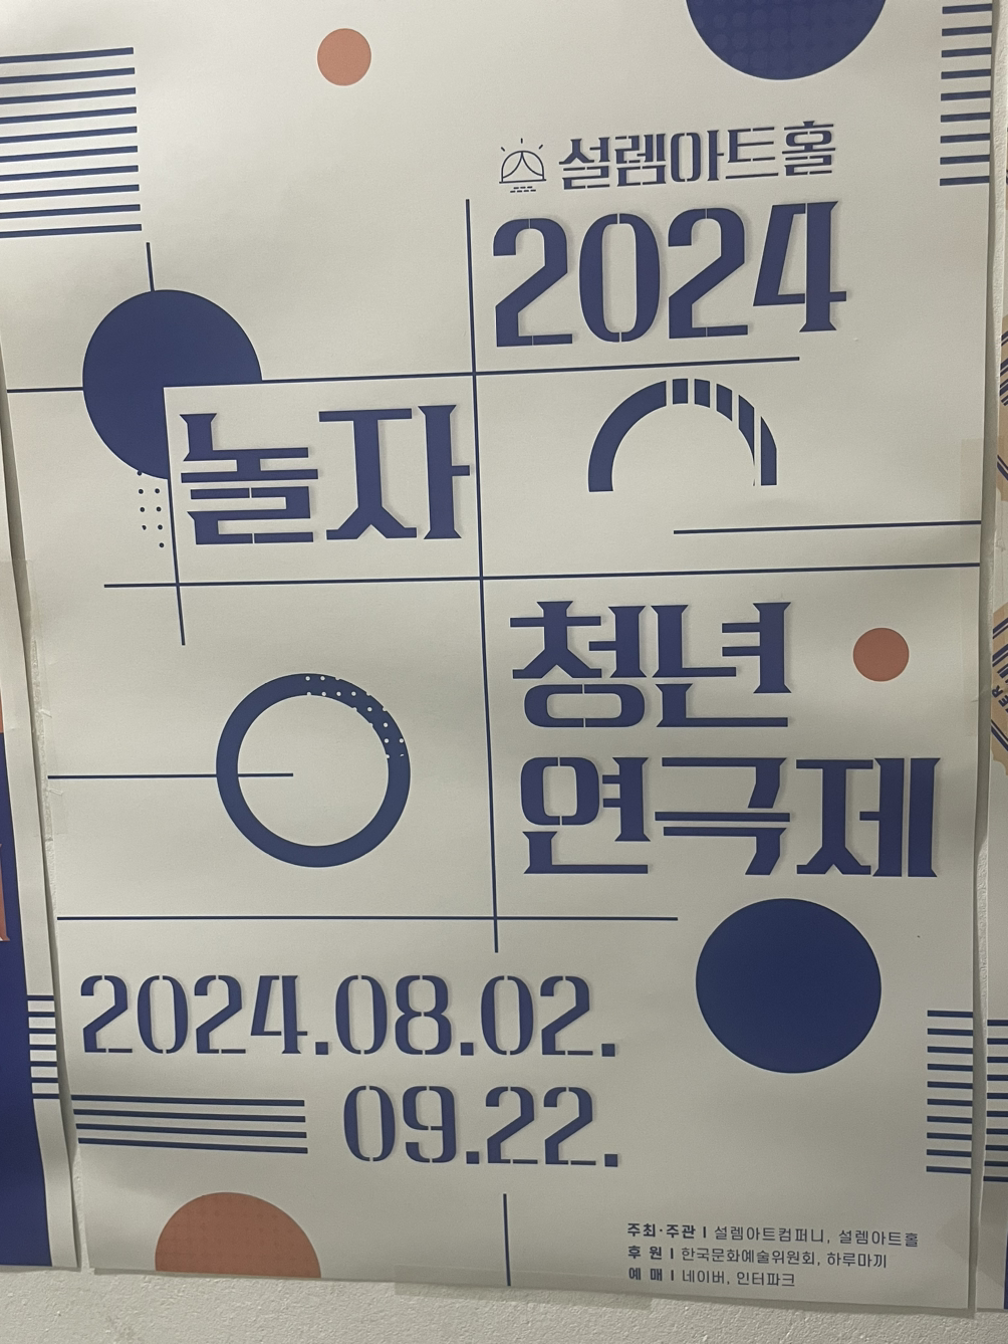 설렘아트홀
2024
놀자
청년
연극제
2024.08.02.
09.22.
주최·주관 | 설렘아트컴퍼니, 설렘아트홀
후 원 | 한국문화예술위원회, 하루마끼
예 매 | 네이버, 인터파크